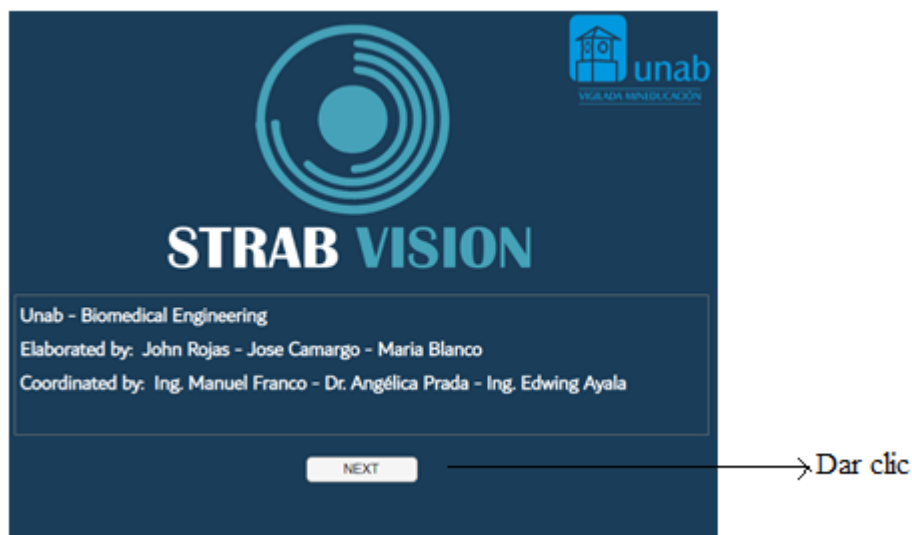 unab
VIGILADA MINEDUCACIÓN
STRAB VISION
Unab - Biomedical Engineering
Elaborated by: John Rojas - Jose Camargo - Maria Blanco
Coordinated by: Ing. Manuel Franco - Dr. Angélica Prada - Ing. Edwing Ayala
NEXT
Dar clic